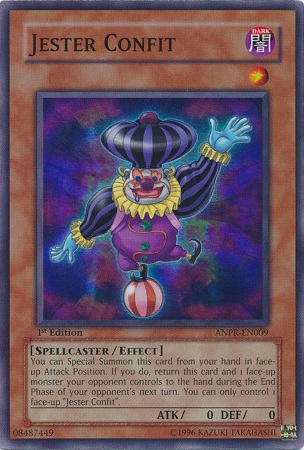 JESTER CONFIT
DARK
闇
1st Edition
ANPR-EN009
[SPELLCASTER / EFFECT]
You can Special Summon this card from your hand in face-
up Attack Position. If you do, return this card and 1 face-up
monster your opponent controls to the hand during the End
Phase of your opponent's next turn. You can only control 1
face-up "Jester Confit".
ATK/ 0 DEF/ 0
08487449
©1996 KAZUKI TAKAHASHI